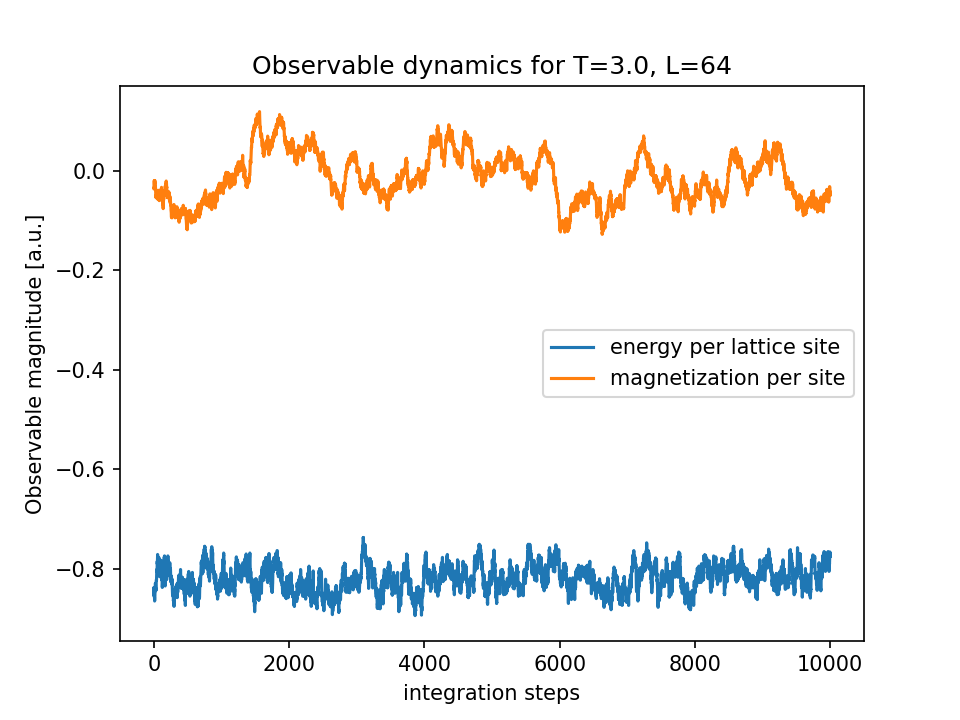 Observable dynamics for T=3.0, L=64
Observable magnitude [a.u.]
0.0
−0.2
−0.4
−0.6
−0.8
energy per lattice site
magnetization per site
0 2000 4000 6000 8000 10000
integration steps